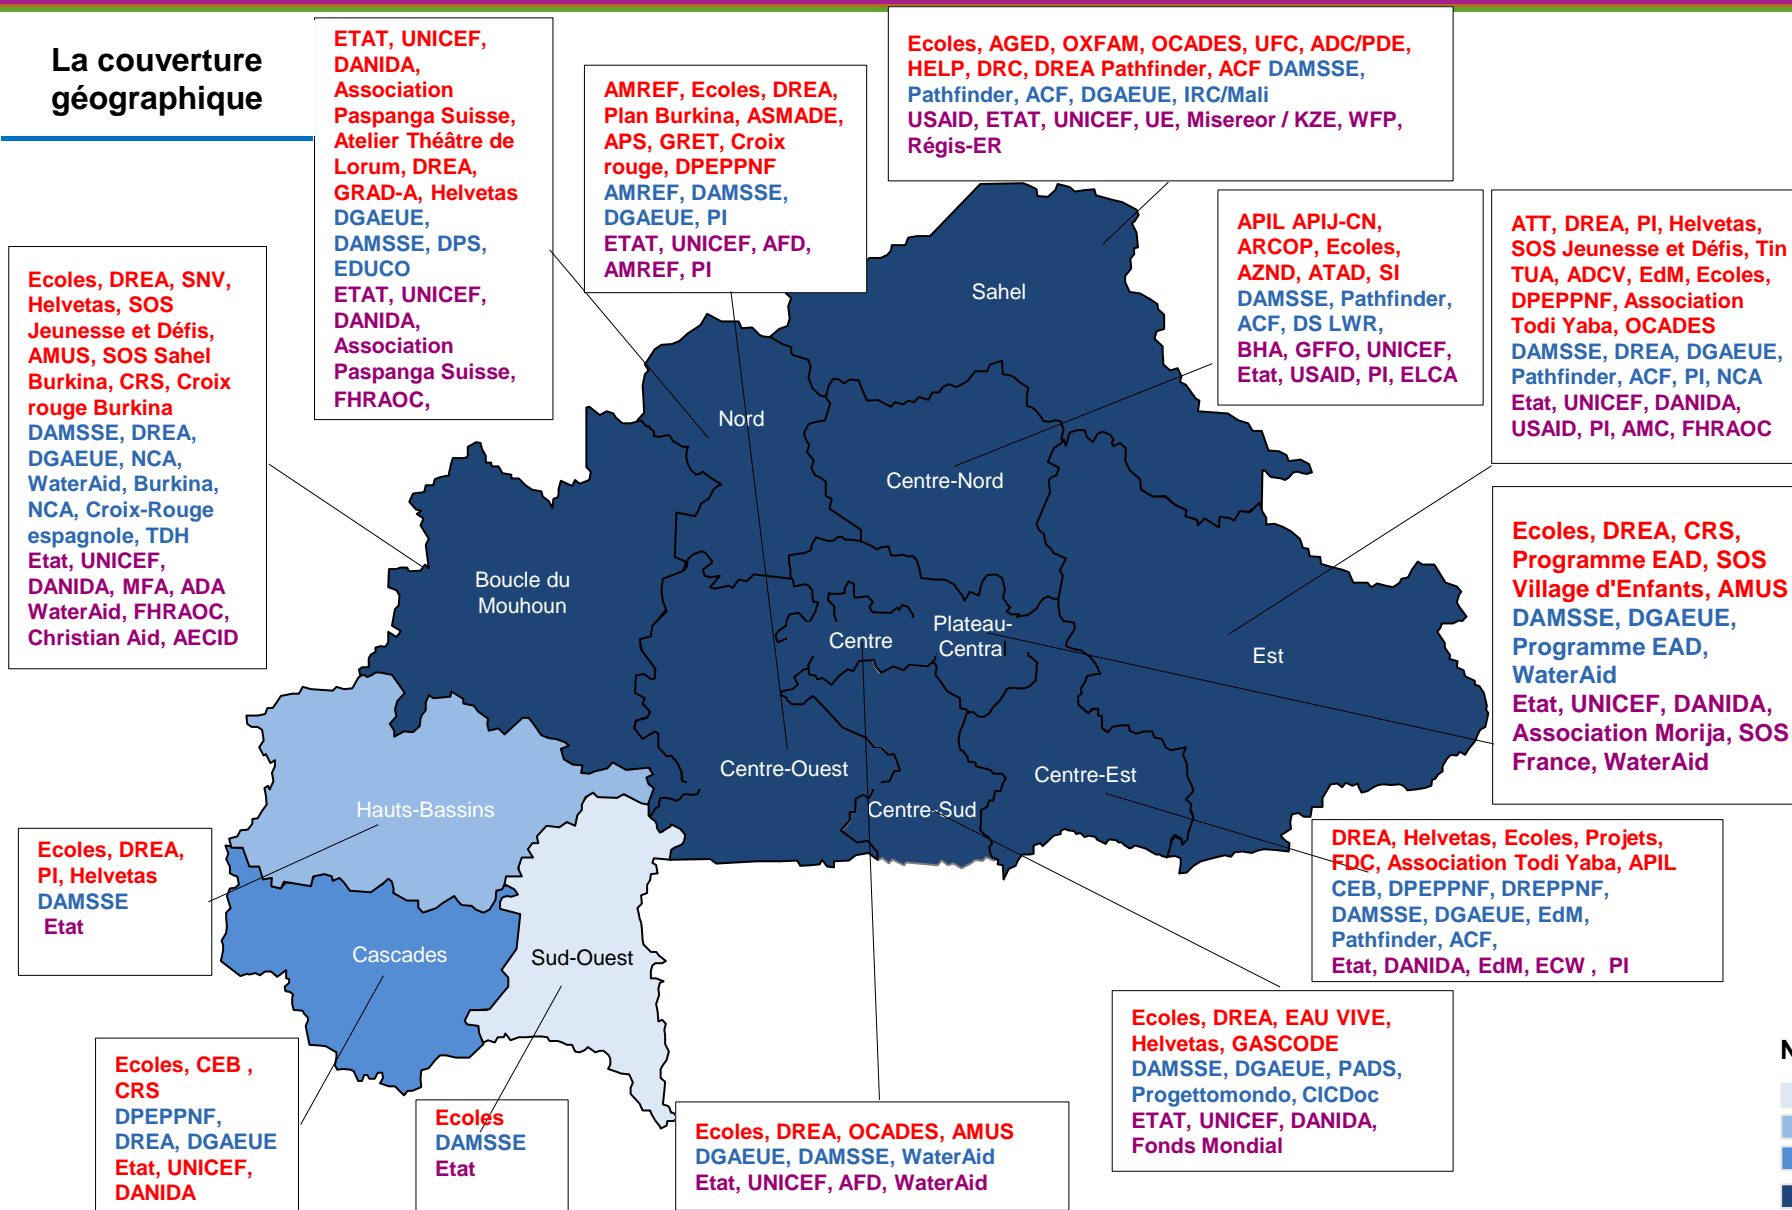 La couverture
géographique
ETAT, UNICEF,
DANIDA,
Association
Paspanga Suisse,
Atelier Théâtre de
Lorum, DREA,
GRAD-A, Helvetas
DGAEUE,
DAMSSE, DPS,
EDUCO
ETAT, UNICEF,
DANIDA,
Association
Paspanga Suisse,
FHRAOC,
AMREF, Ecoles, DREA,
Plan Burkina, ASMADE,
APS, GRET, Croix
rouge, DPEPPNF
AMREF, DAMSSE,
DGAEUE, PI
ETAT, UNICEF, AFD,
AMREF, PI
Ecoles, AGED, OXFAM, OCADES, UFC, ADC/PDE,
HELP, DRC, DREA Pathfinder, ACF DAMSSE,
Pathfinder, ACF, DGAEUE, IRC/Mali
USAID, ETAT, UNICEF, UE, Misereor / KZE, WFP,
Régis-ER
APIL APIJ-CN,
ARCOP, Ecoles,
AZND, ATAD, SI
DAMSSE, Pathfinder,
ACF, DS LWR,
BHA, GFFO, UNICEF,
Etat, USAID, PI, ELCA
ATT, DREA, PI, Helvetas,
SOS Jeunesse et Défis, Tin
TUA, ADCV, EdM, Ecoles,
DPEPPNF, Association
Todi Yaba, OCADES
DAMSSE, DREA, DGAEUE,
Pathfinder, ACF, PI, NCA
Etat, UNICEF, DANIDA,
USAID, PI, AMC, FHRAOC
Ecoles, DREA, SNV,
Helvetas, SOS
Jeunesse et Défis,
AMUS, SOS Sahel
Burkina, CRS, Croix
rouge Burkina
DAMSSE, DREA,
DGAEUE, NCA,
WaterAid, Burkina,
NCA, Croix-Rouge
espagnole, TDH
Etat, UNICEF,
DANIDA, MFA, ADA
WaterAid, FHRAOC,
Christian Aid, AECID
Sahel
Nord
Centre-Nord
Boucle du
Mouhoun
Centre
Plateau-
Central
Est
Centre-Ouest
Centre-Est
Centre-Sud
Hauts-Bassins
Cascades
Sud-Ouest
Ecoles, DREA, CRS,
Programme EAD, SOS
Village d'Enfants, AMUS
DAMSSE, DGAEUE,
Programme EAD,
WaterAid
Etat, UNICEF, DANIDA,
Association Morija, SOS
France, WaterAid
Ecoles, DREA,
PI, Helvetas
DAMSSE
Etat
DREA, Helvetas, Ecoles, Projets,
FDC, Association Todi Yaba, APIL
CEB, DPEPPNF, DREPPNF,
DAMSSE, DGAEUE, EdM,
Pathfinder, ACF,
Etat, DANIDA, EdM, ECW , PI
Ecoles, CEB ,
CRS
DPEPPNF,
DREA, DGAEUE
Etat, UNICEF,
DANIDA
Ecoles
DAMSSE
Etat
Ecoles, DREA, OCADES, AMUS
DGAEUE, DAMSSE, WaterAid
Etat, UNICEF, AFD, WaterAid
Ecoles, DREA, EAU VIVE,
Helvetas, GASCODE
DAMSSE, DGAEUE, PADS,
Progettomondo, CICDoc
ETAT, UNICEF, DANIDA,
Fonds Mondial